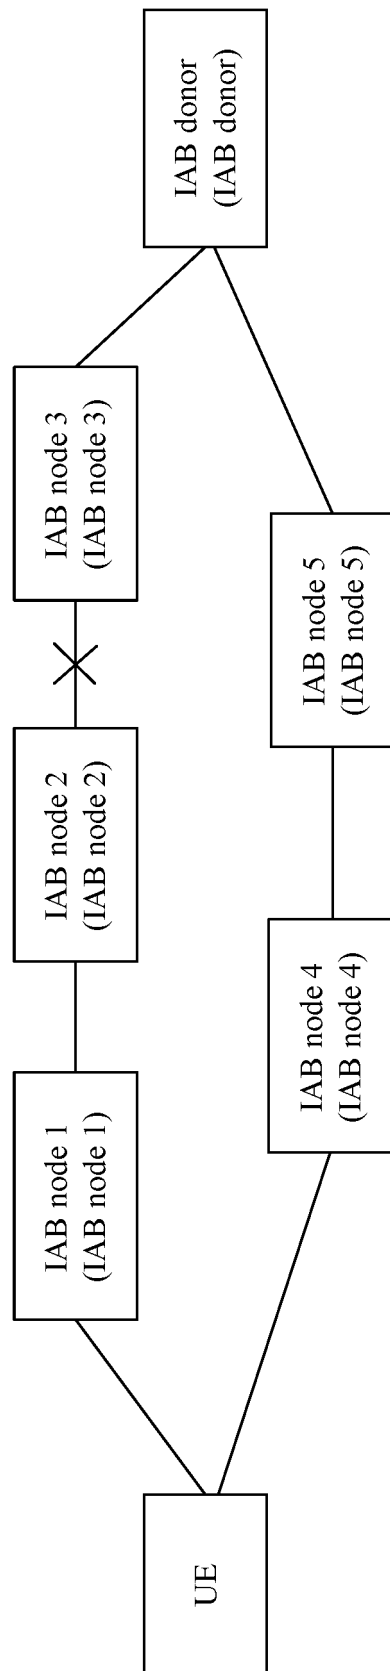 UE
IAB node 1
(IAB node 1)
IAB node 2
(IAB node 2)
IAB node 3
(IAB node 3)
IAB donor
(IAB donor)
IAB node 4
(IAB node 4)
IAB node 5
(IAB node 5)